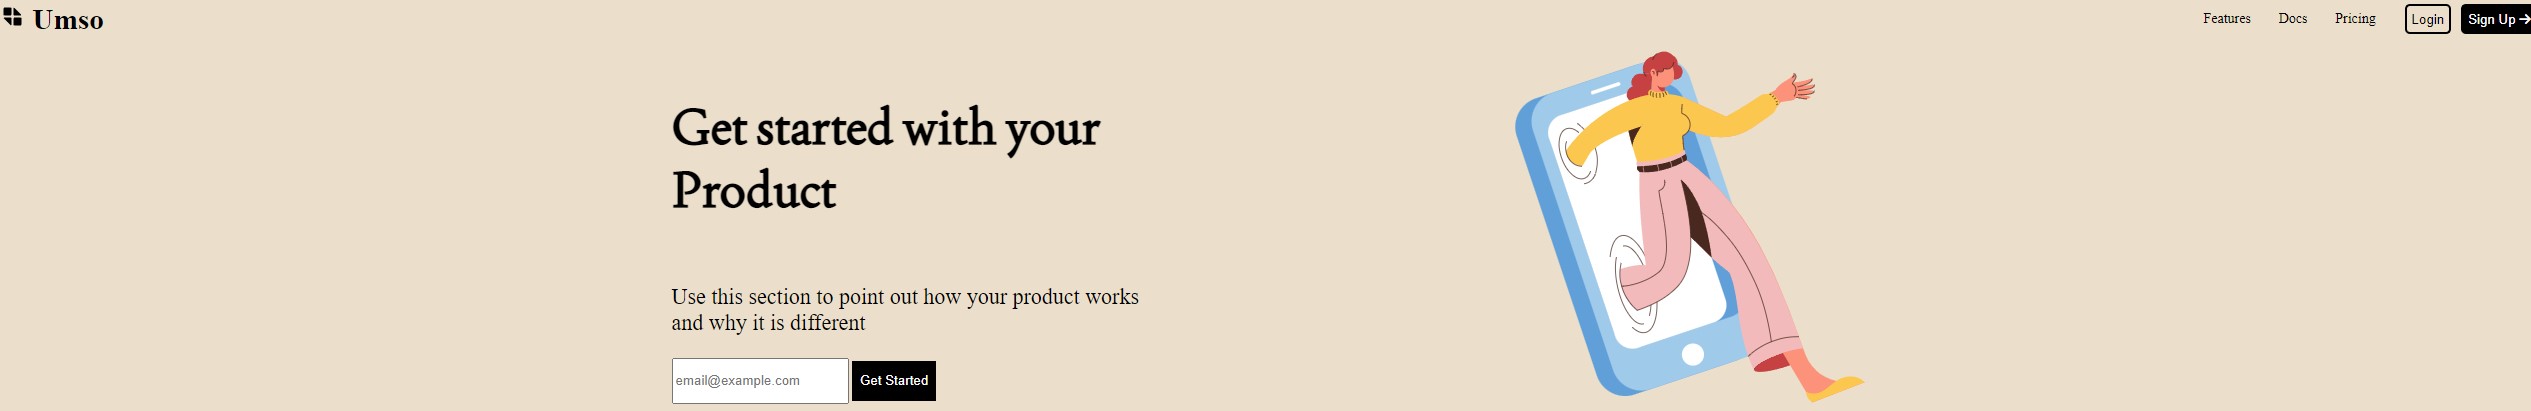 Umso
Features Docs Pricing Login Sign Up →
Get started with your
Product
Use this section to point out how your product works
and why it is different
email@example.com Get Started